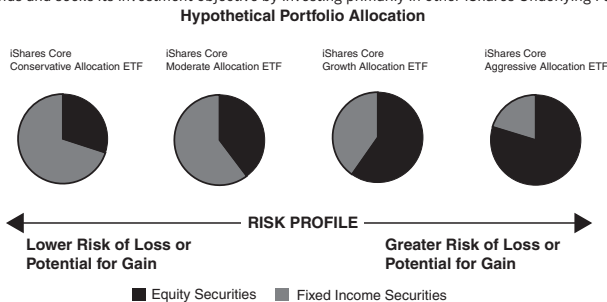 Hypothetical Portfolio Allocation
iShares Core
Conservative Allocation ETF
iShares Core
Moderate Allocation ETF
iShares Core
Growth Allocation ETF
iShares Core
Aggressive Allocation ETF
RISK PROFILE
Lower Risk of Loss or
Potential for Gain
Greater Risk of Loss or
Potential for Gain
Equity Securities
Fixed Income Securities